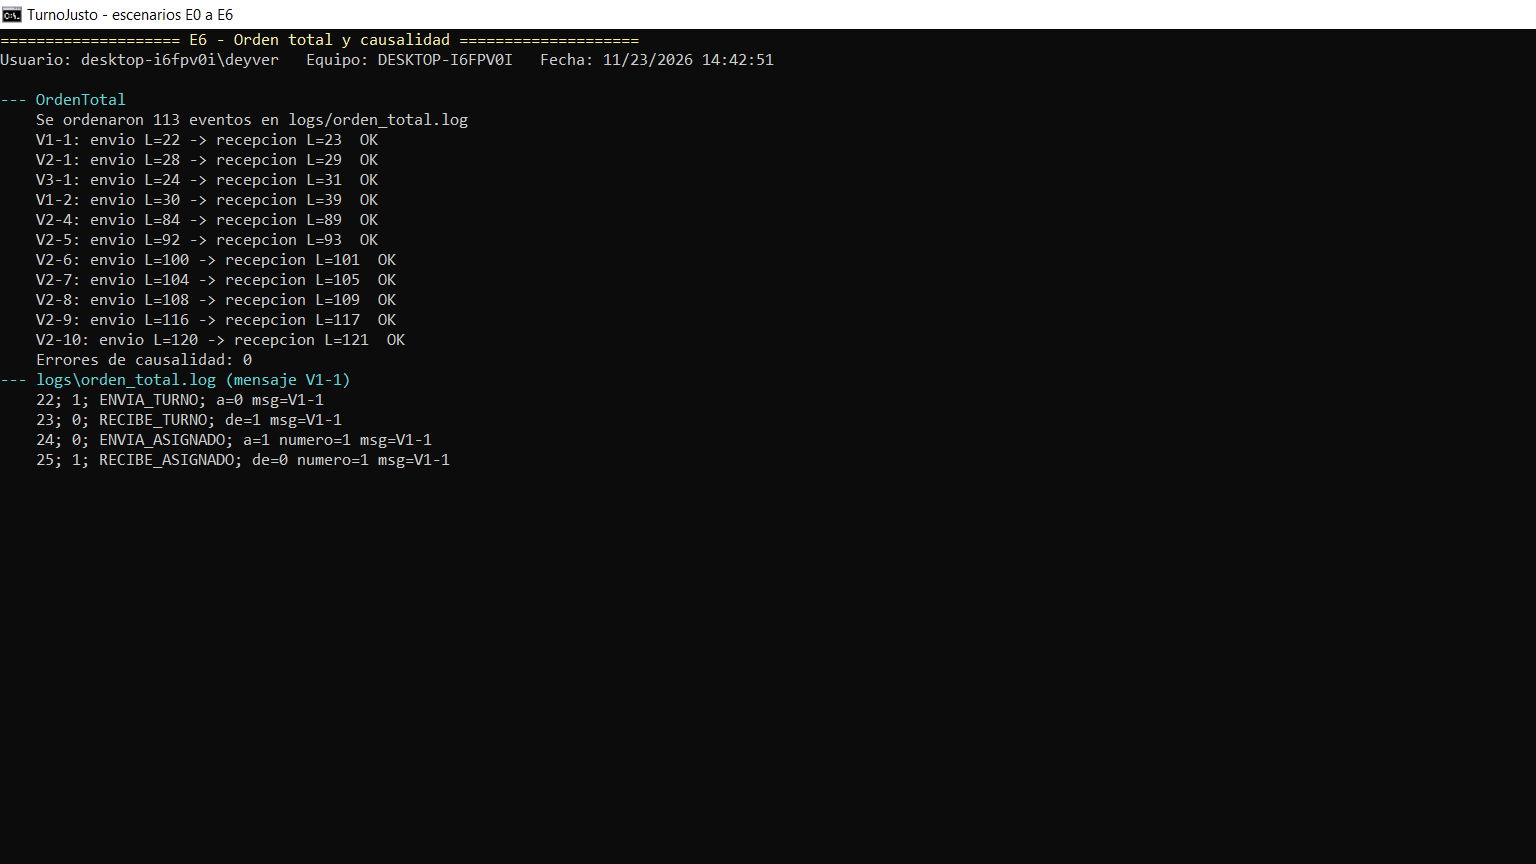 TurnoJusto - escenarios E0 a E6
==================== E6 - Orden total y causalidad ====================
Usuario: desktop-i6fpv0i\deyver   Equipo: DESKTOP-I6FPV0I   Fecha: 11/23/2026 14:42:51
--- OrdenTotal
Se ordenaron 113 eventos en logs/orden_total.log
V1-1: envio L=22 -> recepcion L=23  OK
V2-1: envio L=28 -> recepcion L=29  OK
V3-1: envio L=24 -> recepcion L=31  OK
V1-2: envio L=30 -> recepcion L=39  OK
V2-4: envio L=84 -> recepcion L=89  OK
V2-5: envio L=92 -> recepcion L=93  OK
V2-6: envio L=100 -> recepcion L=101  OK
V2-7: envio L=104 -> recepcion L=105  OK
V2-8: envio L=108 -> recepcion L=109  OK
V2-9: envio L=116 -> recepcion L=117  OK
V2-10: envio L=120 -> recepcion L=121  OK
Errores de causalidad: 0
--- logs\orden_total.log (mensaje V1-1)
22; 1; ENVIA_TURNO; a=0 msg=V1-1
23; 0; RECIBE_TURNO; de=1 msg=V1-1
24; 0; ENVIA_ASIGNADO; a=1 numero=1 msg=V1-1
25; 1; RECIBE_ASIGNADO; de=0 numero=1 msg=V1-1